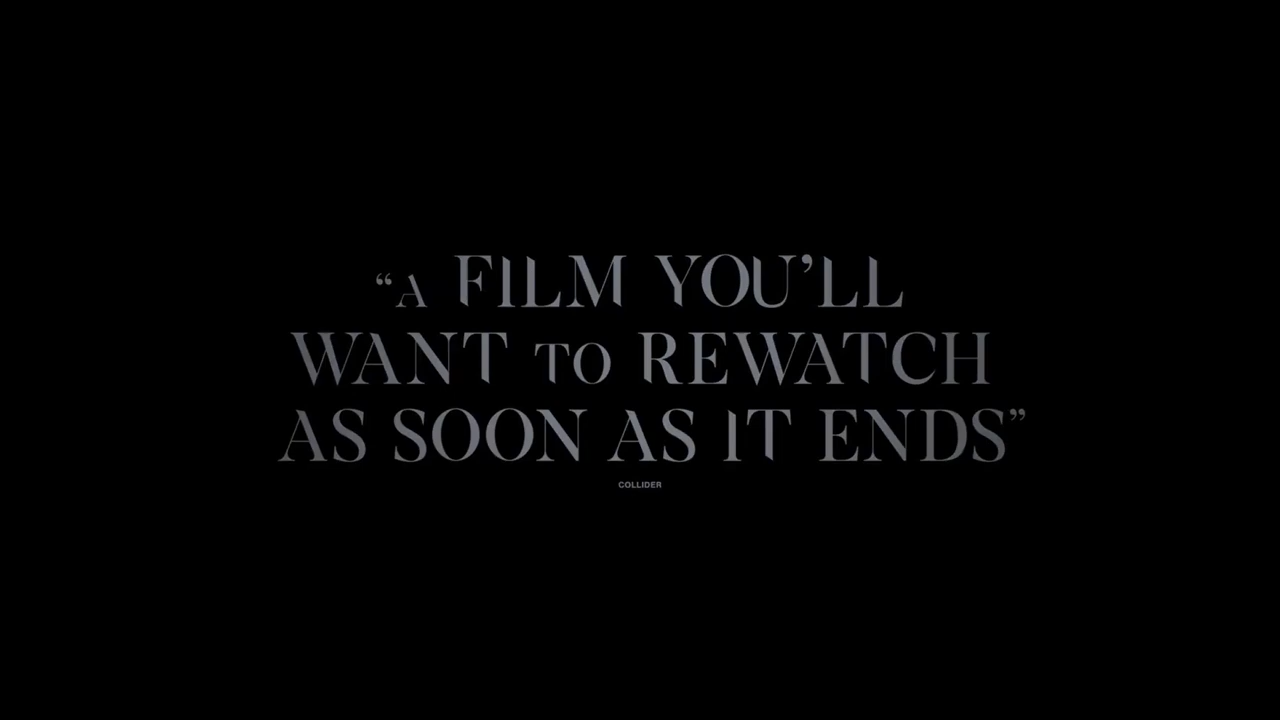 “A FILM YOU’LL
WANT TO REWATCH
AS SOON AS IT ENDS”
COLLIDER